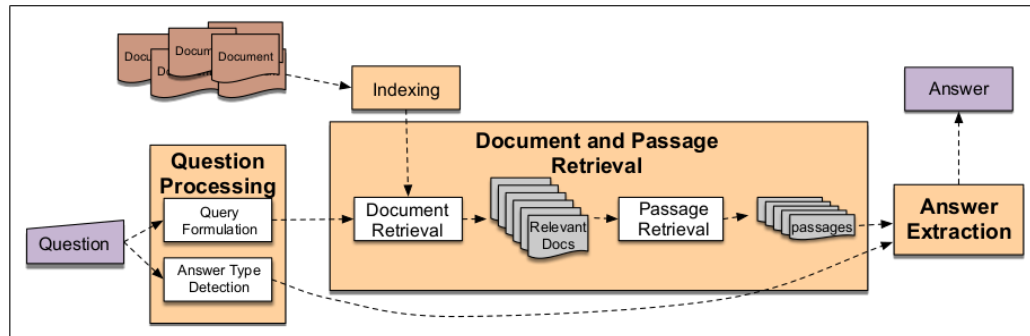 Docum
Docum
Document
Docu
Indexing
Answer
Document and Passage
Retrieval
Question
Processing
Query
Formulation
Document
Retrieval
Relevant
Docs
Passage
Retrieval
passages
Answer
Extraction
Question
Answer Type
Detection